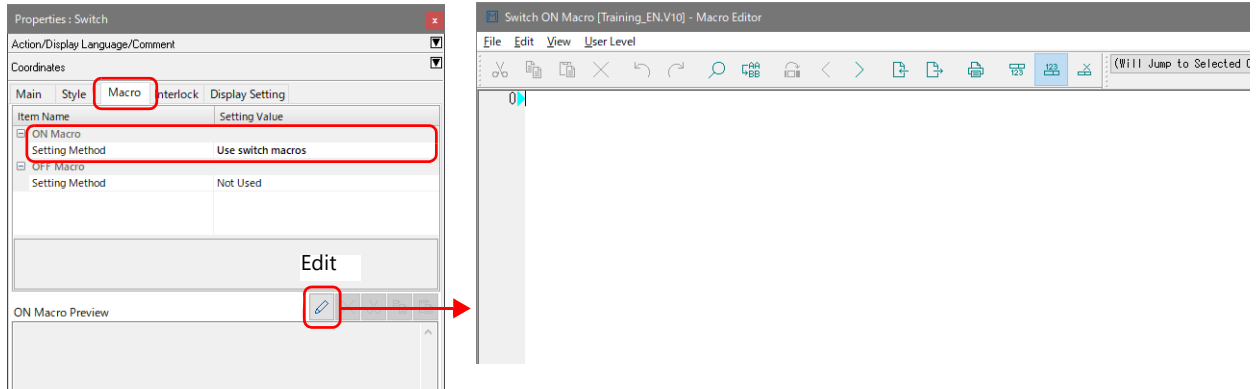 Properties : Switch
x
Action/Display Language/Comment
Coordinates
Main Style Macro Interlock Display Setting
Item Name Setting Value
ON Macro
Setting Method Use switch macros
OFF Macro
Setting Method Not Used
Edit
ON Macro Preview
Switch ON Macro [Training_EN.V10] - Macro Editor
File Edit View User Level
(Will Jump to Selected
0